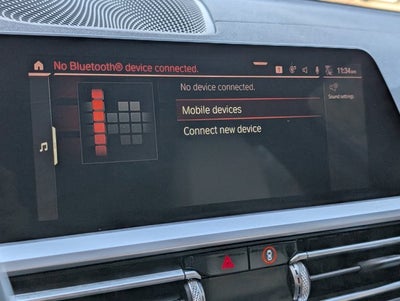 No Bluetooth® device connected.
11:34
No device connected.
Mobile devices
Connect new device
Sound settings